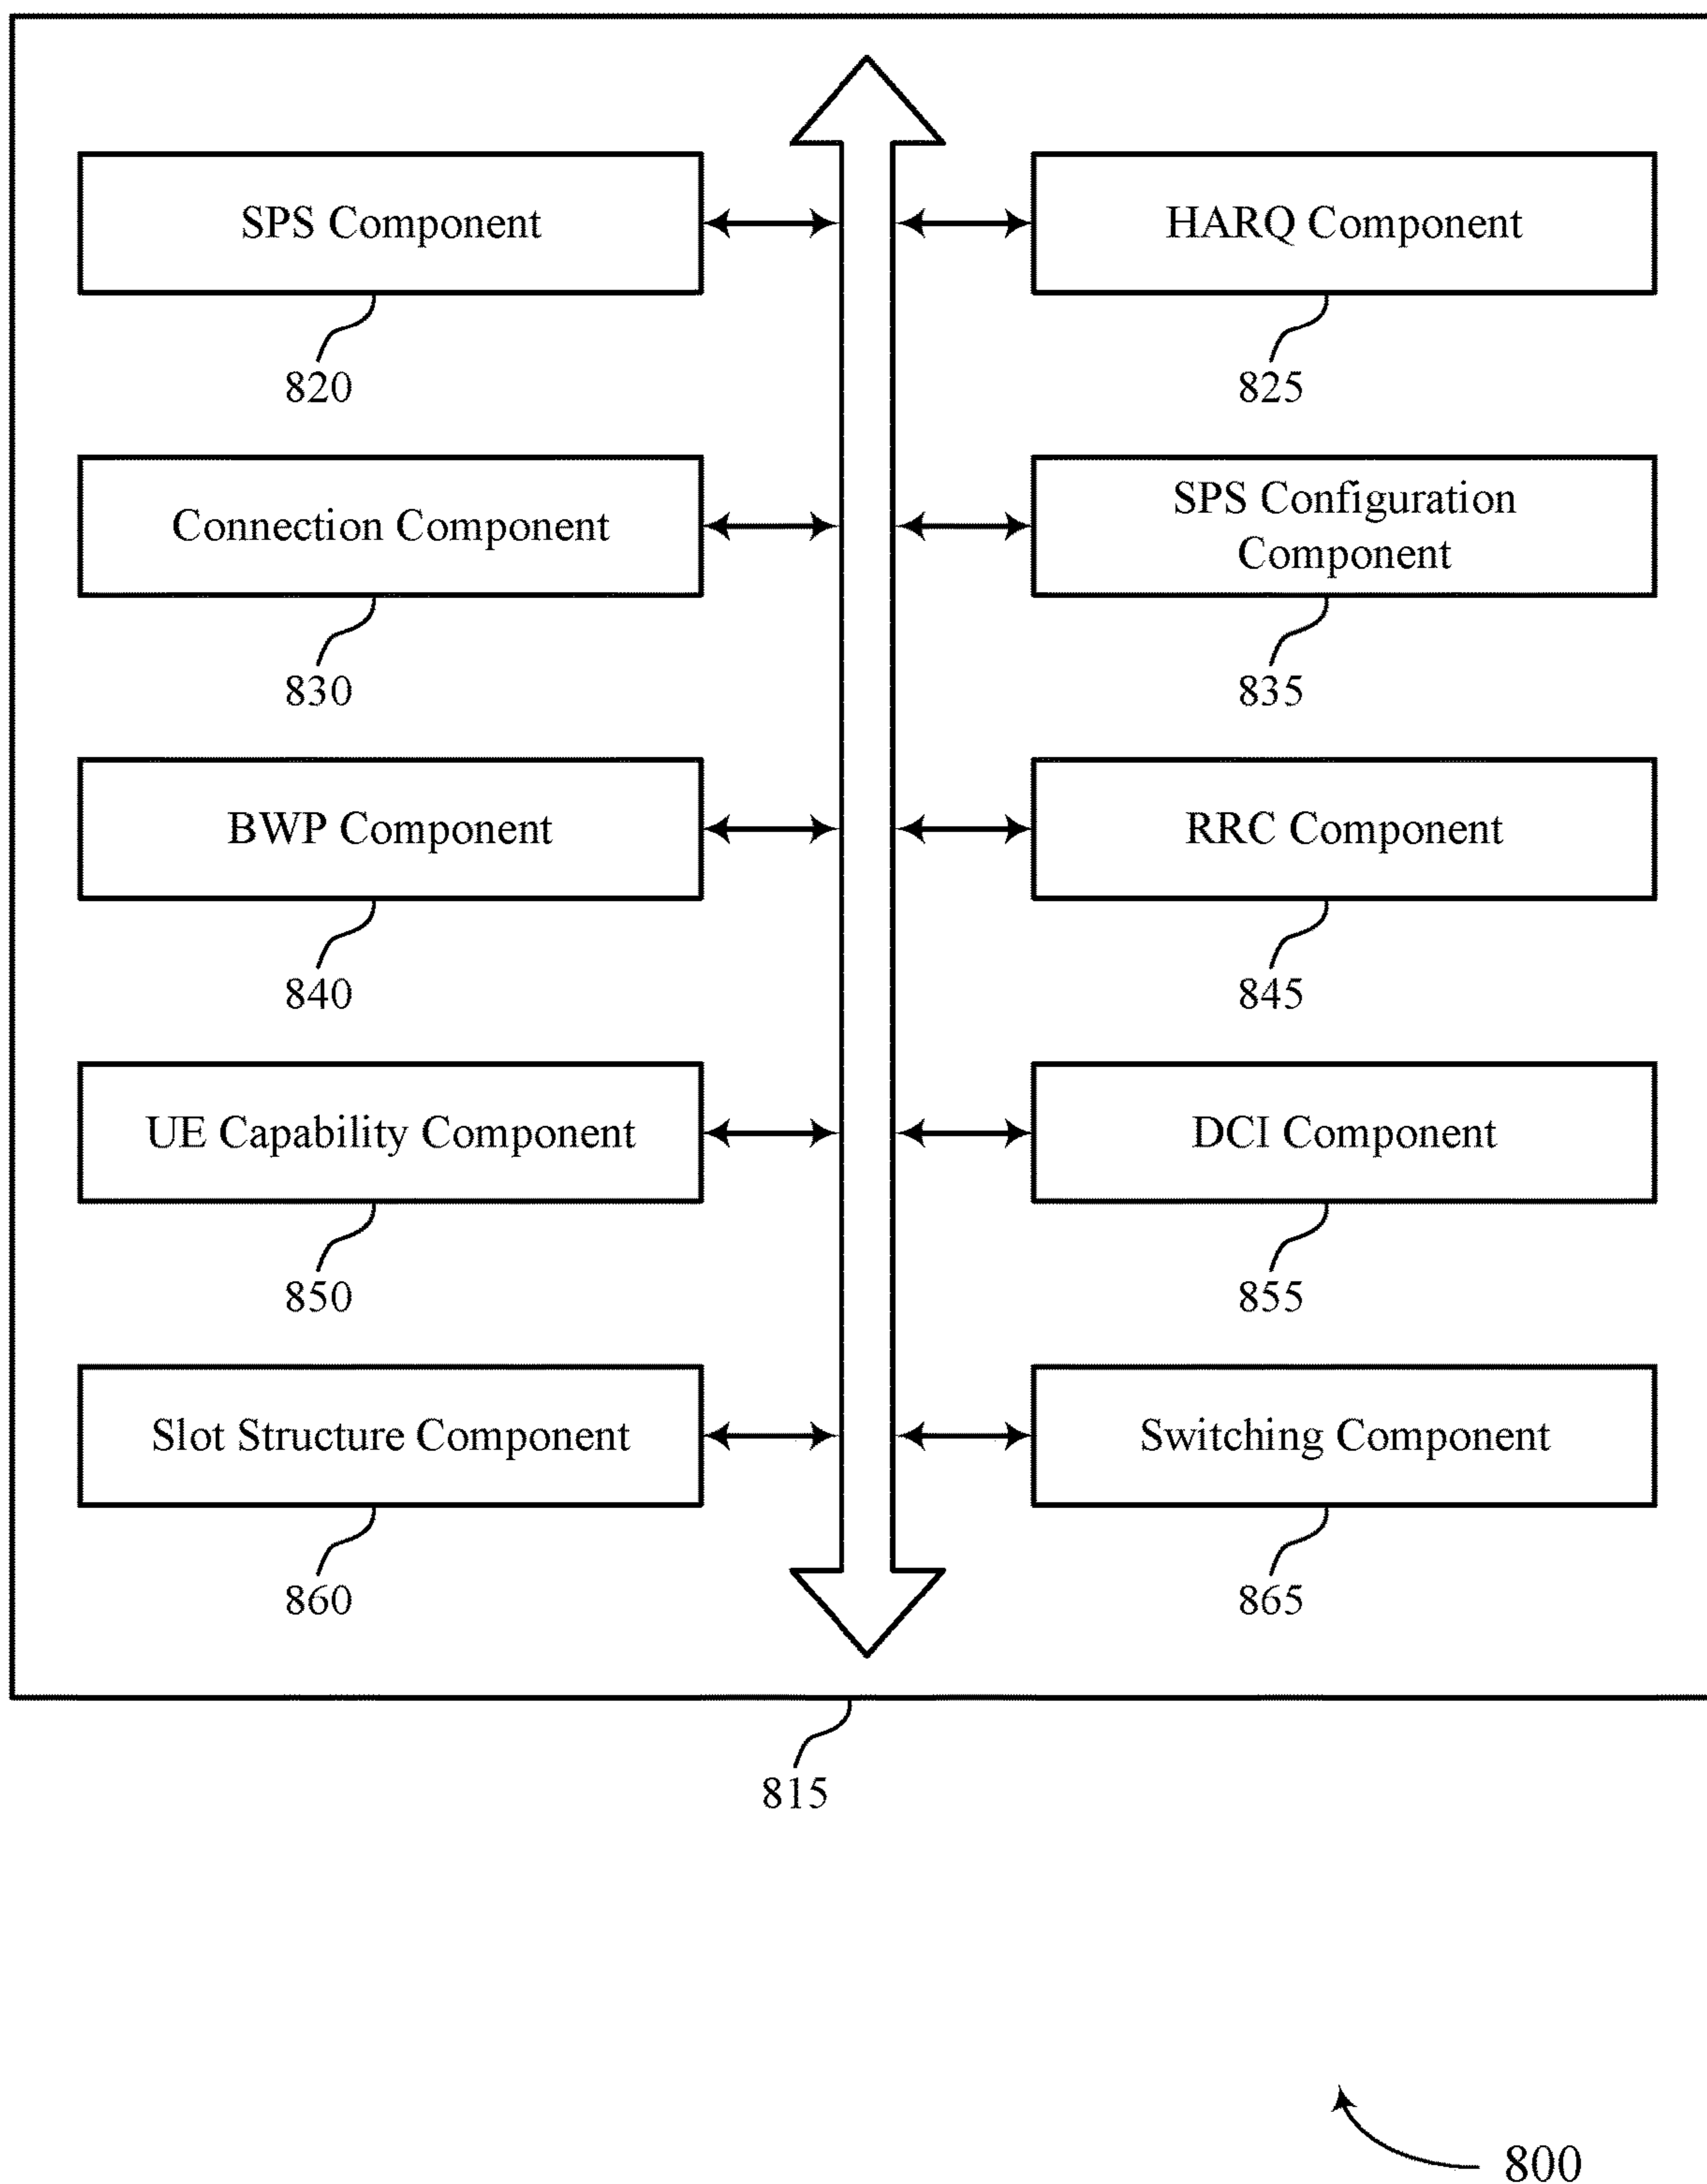 SPS Component
HARQ Component
820
825
Connection Component
SPS Configuration
Component
830
835
BWP Component
RRC Component
840
845
UE Capability Component
DCI Component
850
855
Slot Structure Component
Switching Component
860
865
815
800